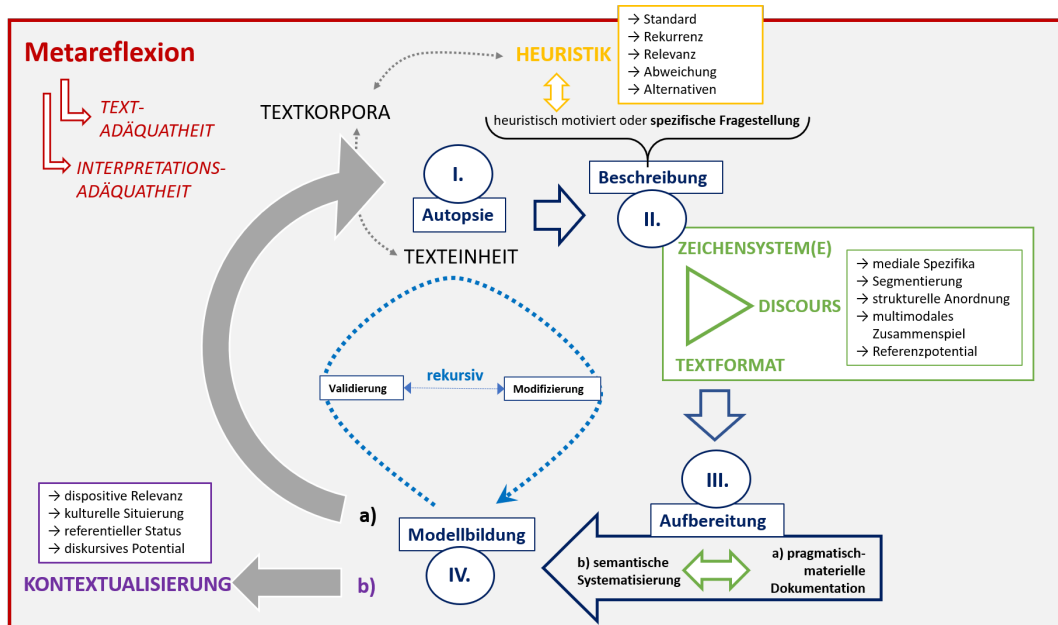 Metareflexion
TEXT-
ADÄQUATHEIT
INTERPRETATIONS-
ADÄQUATHEIT
TEXTKORPORA
HEURISTIK
→ Standard
→ Rekurrenz
→ Relevanz
→ Abweichung
→ Alternativen
heuristisch motiviert oder spezifische Fragestellung
I.
Autopsie
TEXTEINHEIT
Beschreibung
II.
ZEICHENSYSTEM(E)
DISCOURS
TEXTFORMAT
→ mediale Spezifika
→ Segmentierung
→ strukturelle Anordnung
→ multimodales
Zusammenspiel
→ Referenzpotential
Validierung
rekursiv
Modifizierung
III.
Aufbereitung
a) pragmatisch-
materielle
Dokumentation
b) semantische
Systematisierung
Modellbildung
IV.
a)
b)
→ dispositive Relevanz
→ kulturelle Situierung
→ referentieller Status
→ diskursives Potential
KONTEXTUALISIERUNG